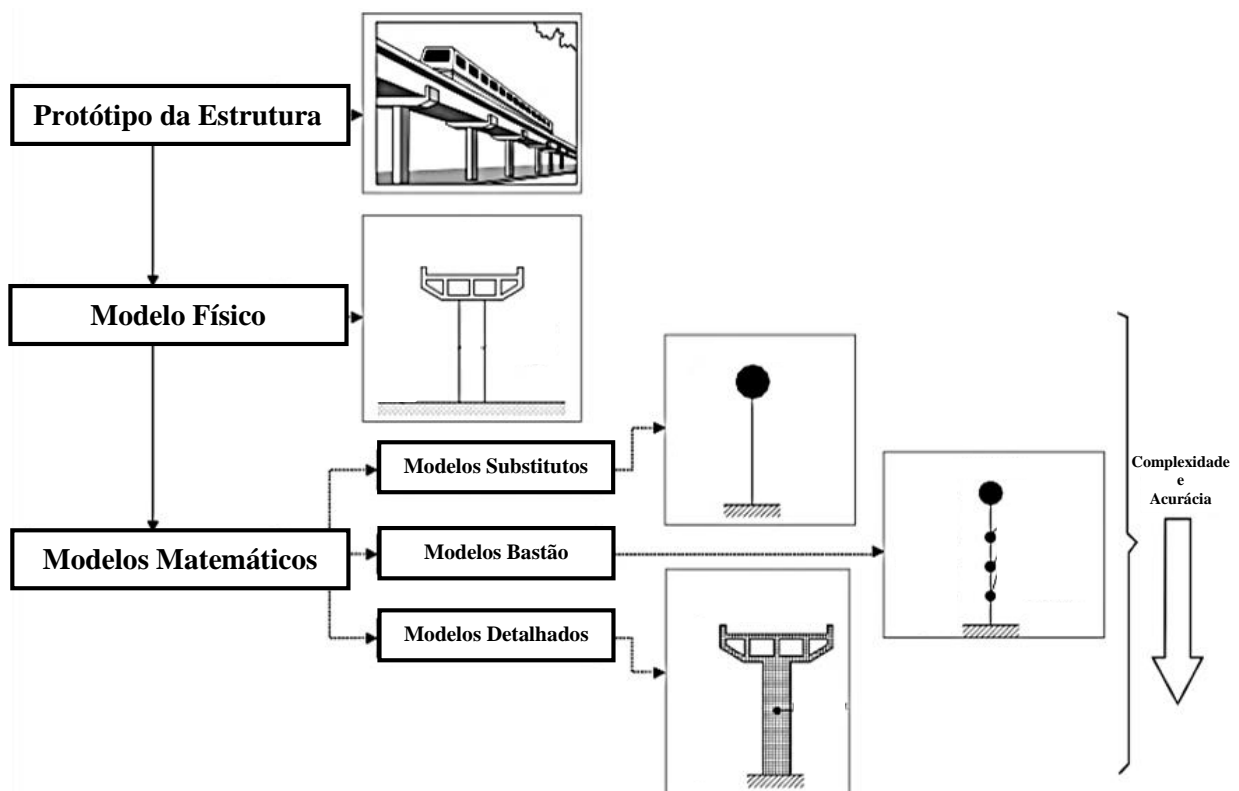 Protótipo da Estrutura
Modelo Físico
Modelos Matemáticos
Modelos Substitutos
Modelos Bastão
Modelos Detalhados
Complexidade
e
Acurácia